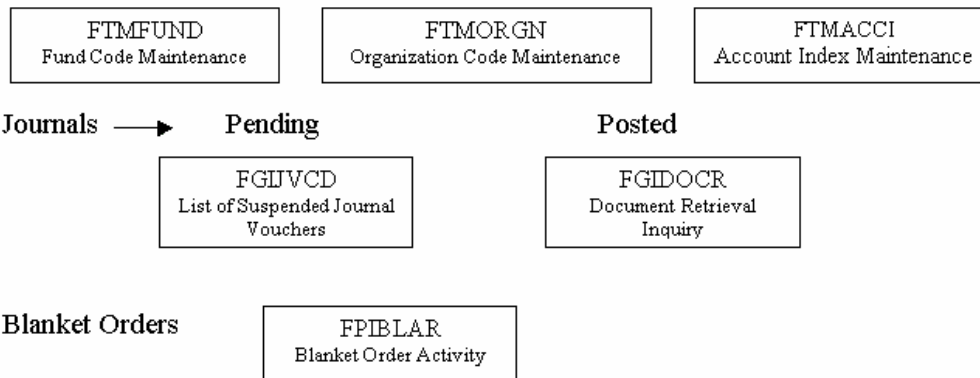 FTMFUND
Fund Code Maintenance
FTMORGN
Organization Code Maintenance
FTMACCI
Account Index Maintenance
Journals
Pending
Posted
FGIJVCD
List of Suspended Journal
Vouchers
FGIDOCR
Document Retrieval
Inquiry
Blanket Orders
FPIBLAR
Blanket Order Activity